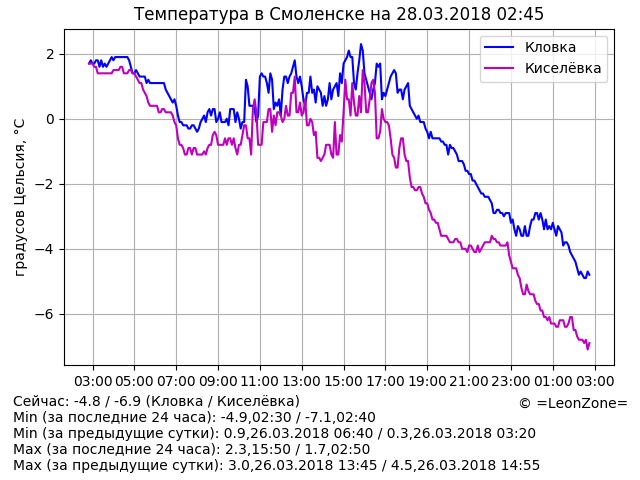 Температура в Смоленске на 28.03.2018 02:45
Кловка
Киселёвка
градусов Цельсия, °C
2
0
−2
−4
−6
03:00 05:00 07:00 09:00 11:00 13:00 15:00 17:00 19:00 21:00 23:00 01:00 03:00
Сейчас: -4.8 / -6.9 (Кловка / Киселёвка)
© =LeonZone=
Min (за последние 24 часа): -4.9,02:30 / -7.1,02:40
Min (за предыдущие сутки): 0.9,26.03.2018 06:40 / 0.3,26.03.2018 03:20
Max (за последние 24 часа): 2.3,15:50 / 1.7,02:50
Max (за предыдущие сутки): 3.0,26.03.2018 13:45 / 4.5,26.03.2018 14:55